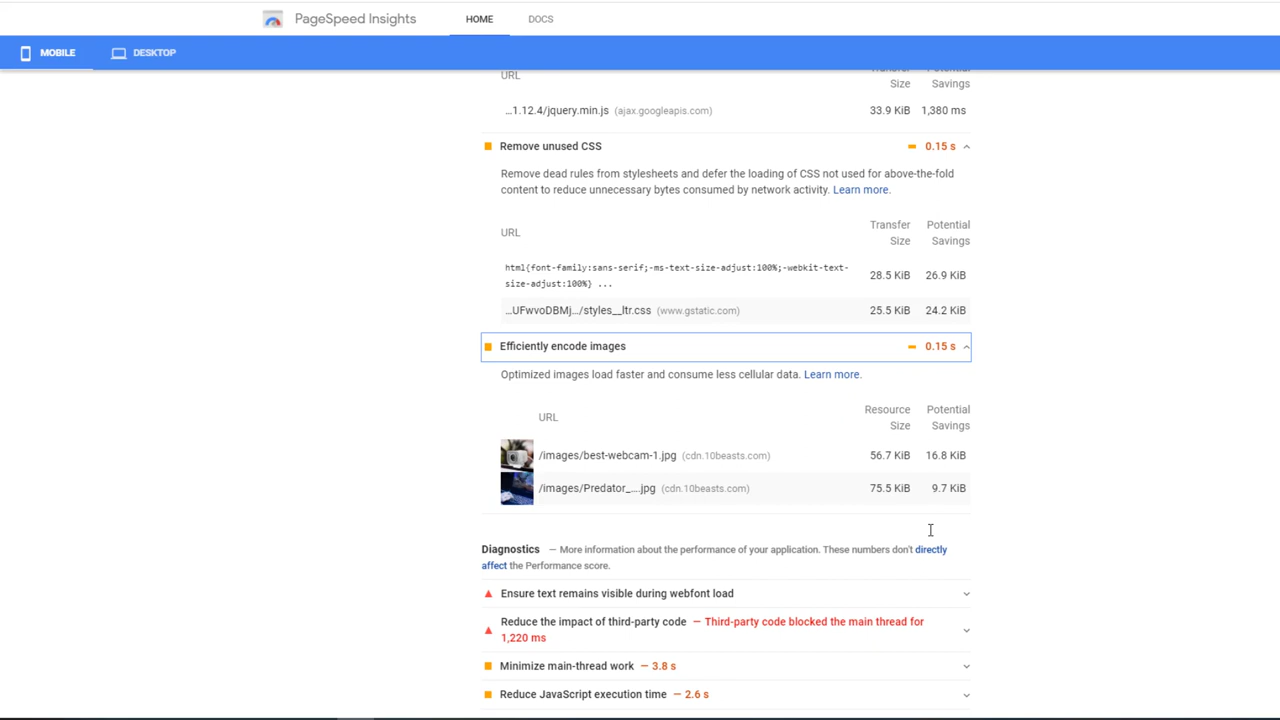 PageSpeed Insights HOME DOCS
MOBILE DESKTOP
URL Transfer Size Potential Savings
...1.12.4/jquery.min.js (ajax.googleapis.com) 33.9 KiB 1,380 ms
Remove unused CSS 0.15 s
Remove dead rules from stylesheets and defer the loading of CSS not used for above-the-fold
content to reduce unnecessary bytes consumed by network activity. Learn more.
URL Transfer Size Potential Savings
html{font-family:sans-serif;-ms-text-size-adjust:100%;-webkit-text-
size-adjust:100%} ... 28.5 KiB 26.9 KiB
...UFwvoDBMj.../styles__ltr.css (www.gstatic.com) 25.5 KiB 24.2 KiB
Efficiently encode images 0.15 s
Optimized images load faster and consume less cellular data. Learn more.
URL Resource Size Potential Savings
/images/best-webcam-1.jpg (cdn.10beasts.com) 56.7 KiB 16.8 KiB
/images/Predator_....jpg (cdn.10beasts.com) 75.5 KiB 9.7 KiB
Diagnostics — More information about the performance of your application. These numbers don't directly
affect the Performance score.
Ensure text remains visible during webfont load
Reduce the impact of third-party code — Third-party code blocked the main thread for
1,220 ms
Minimize main-thread work — 3.8 s
Reduce JavaScript execution time — 2.6 s